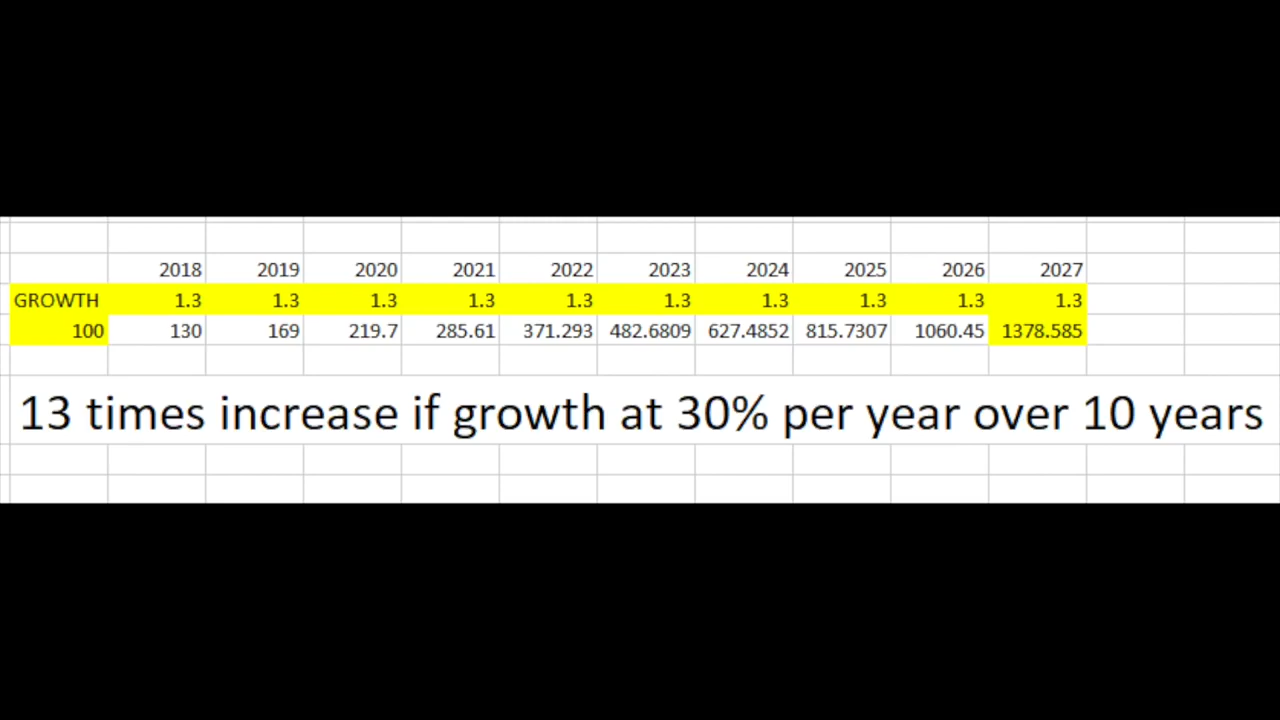 2018 2019 2020 2021 2022 2023 2024 2025 2026 2027
GROWTH 1.3 1.3 1.3 1.3 1.3 1.3 1.3 1.3 1.3 1.3
100 130 169 219.7 285.61 371.293 482.6809 627.4852 815.7307 1060.45 1378.585
13 times increase if growth at 30% per year over 10 years